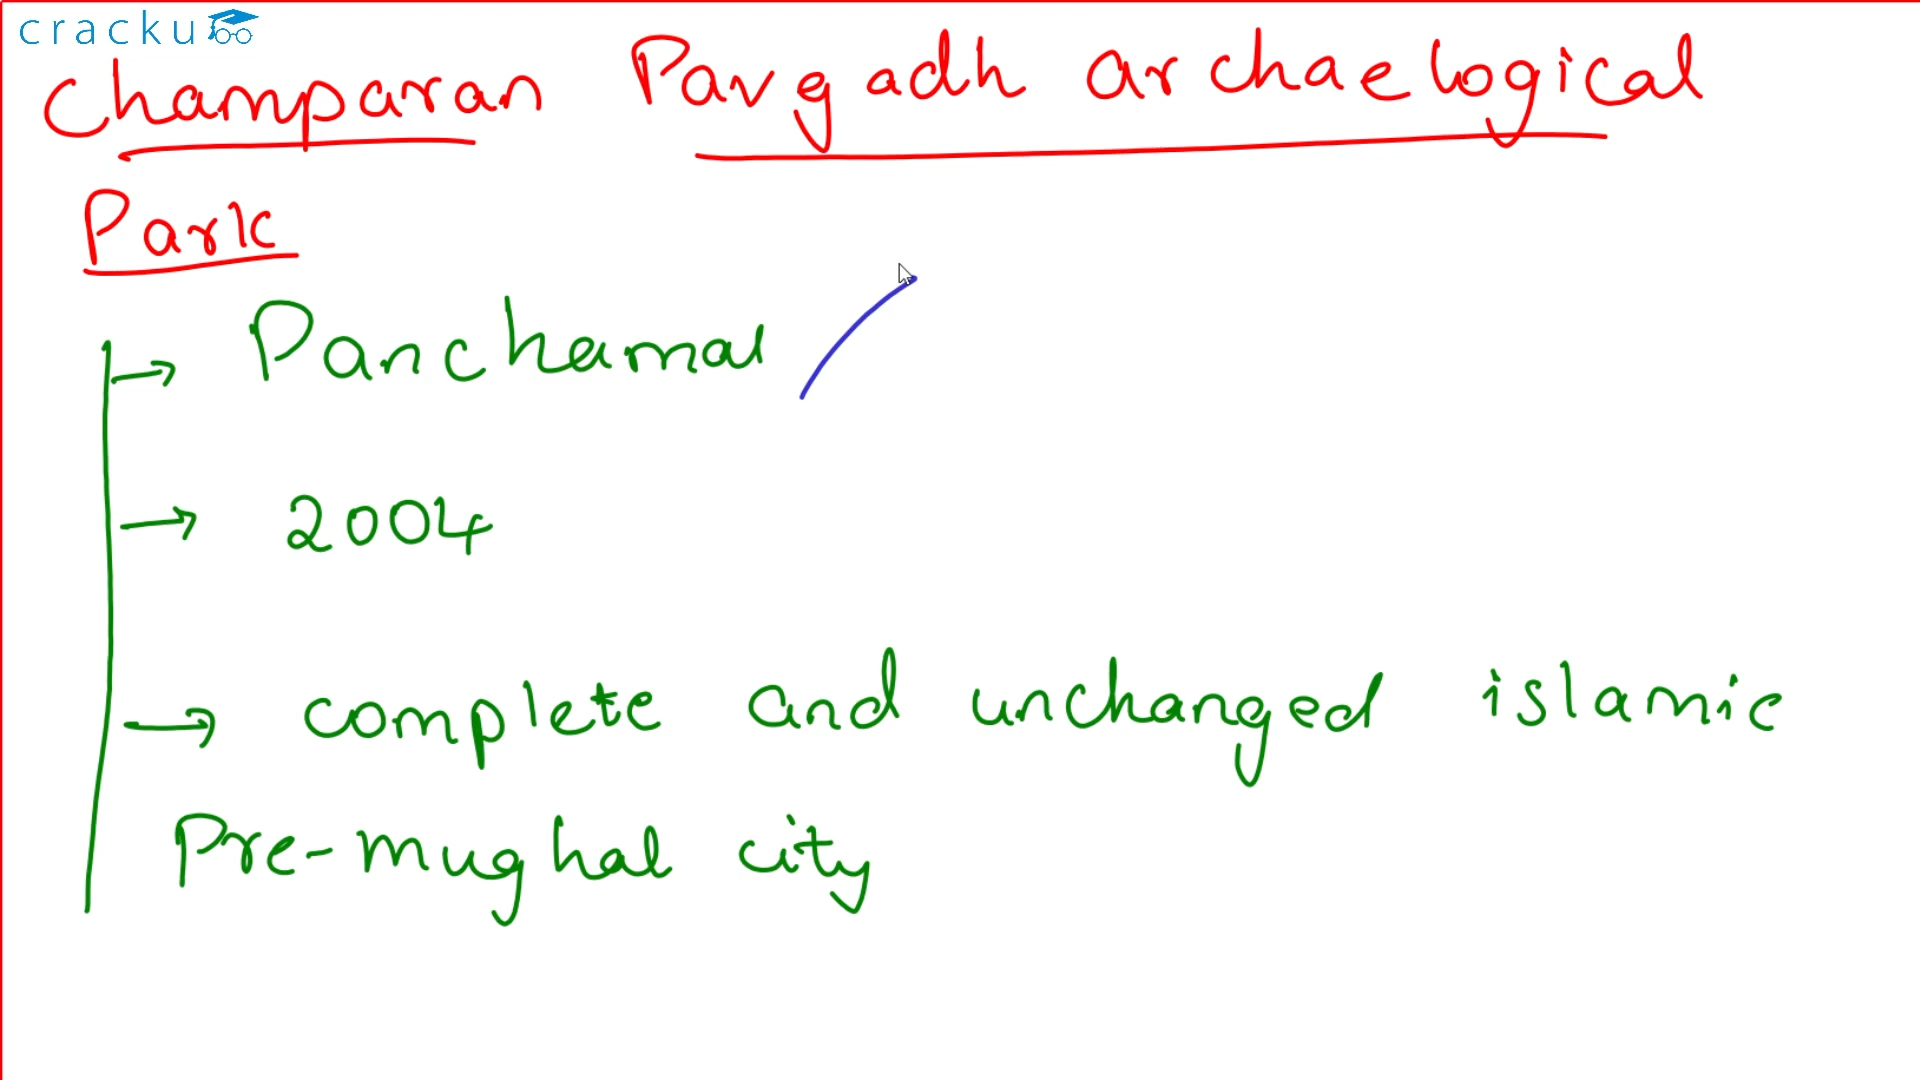 cracku
Champaran Pavgadh archaelogical
Park
→ Panchamal
→ 2004
→ complete and unchanged islamic
Pre-mughal city